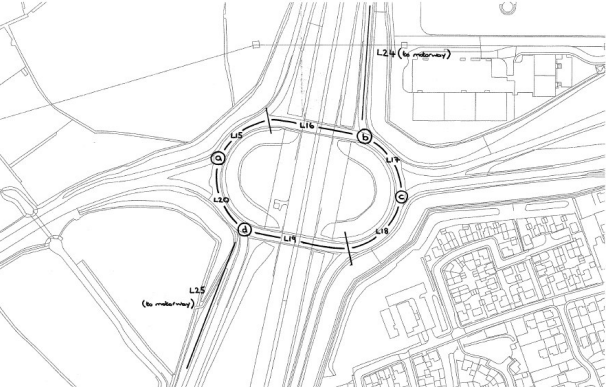 L24 (to motorway)
L16
L15
b
a
L17
c
L20
d
L18
L19
L25
(to motorway)